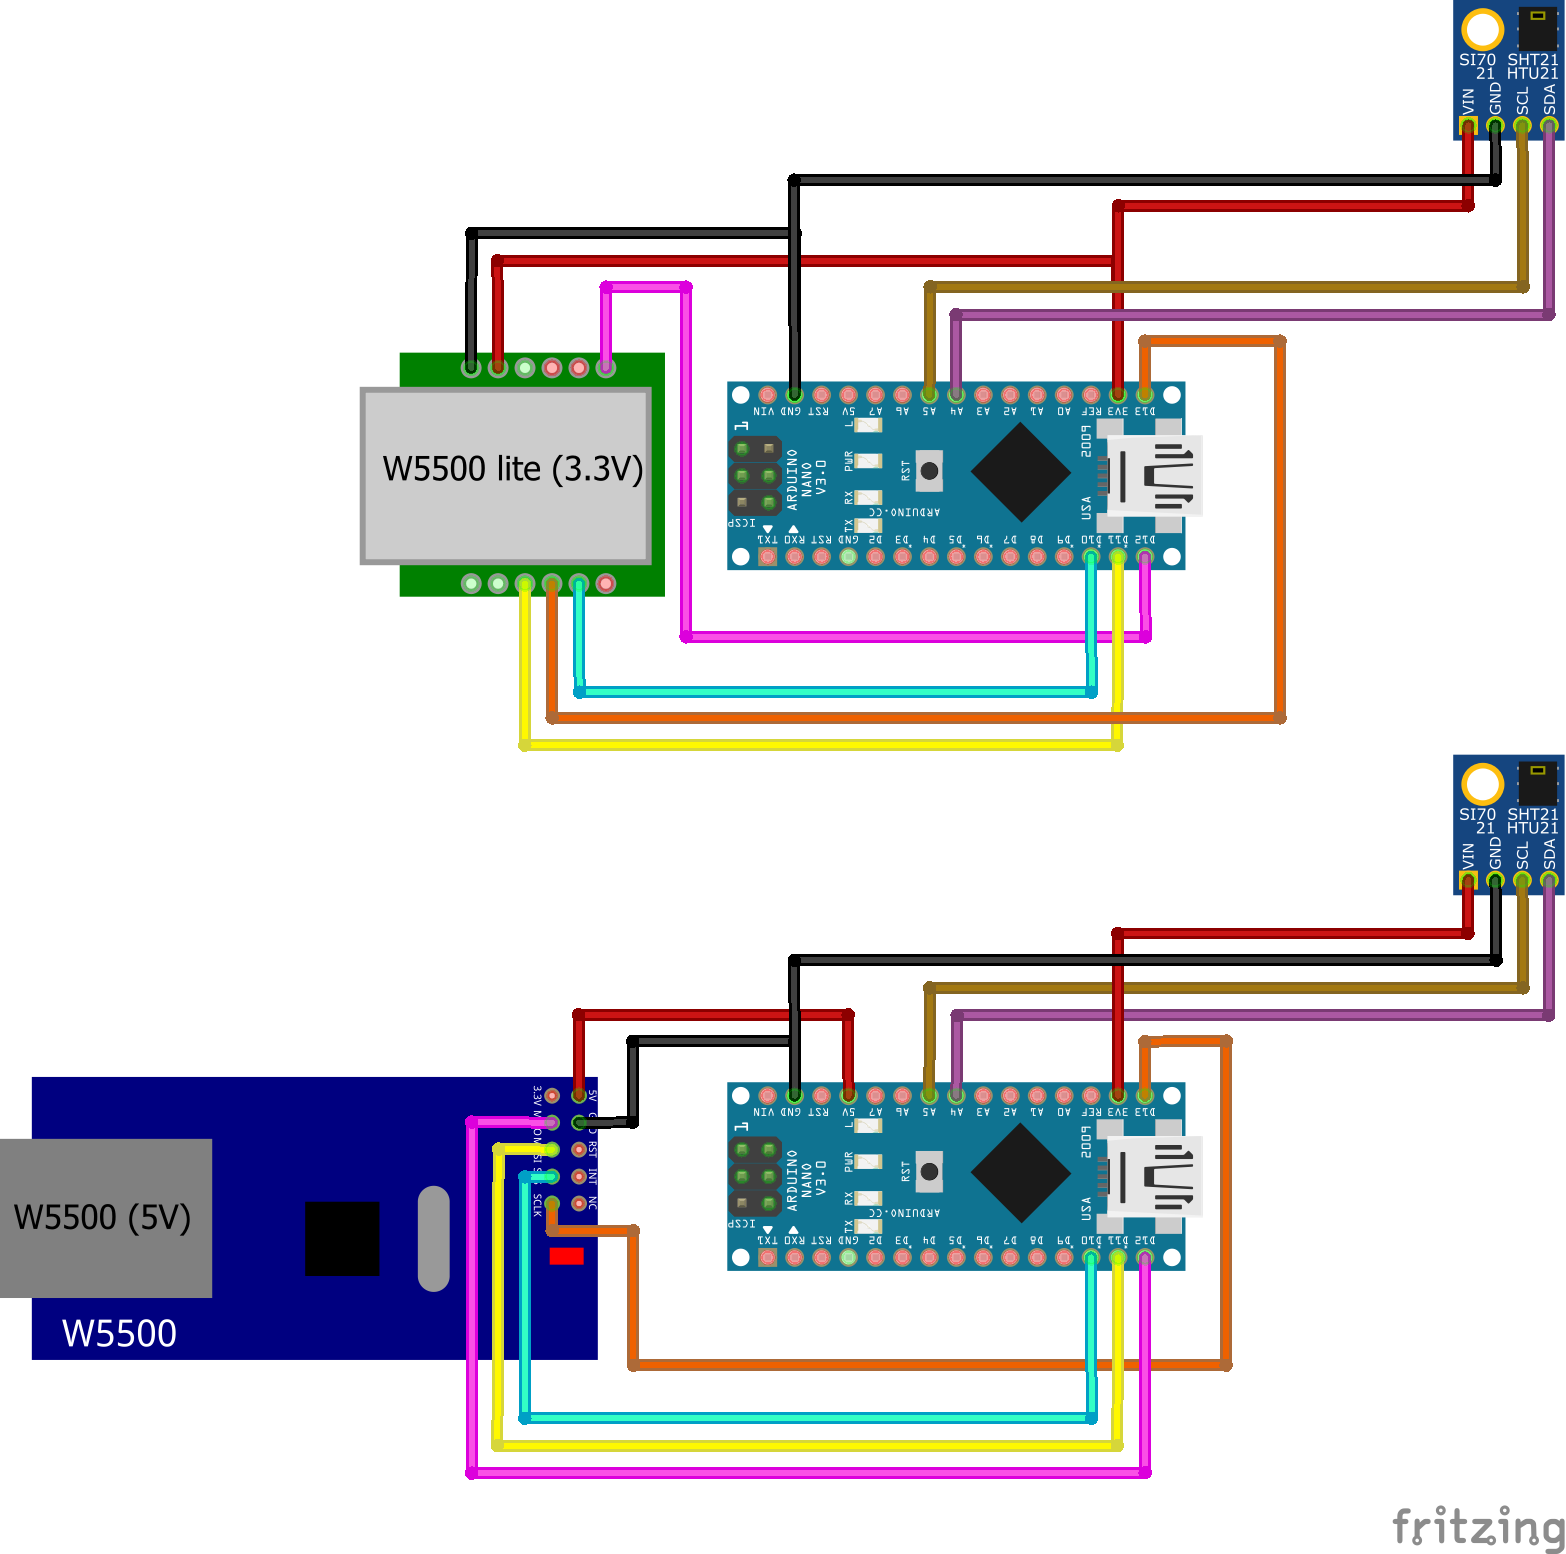 SI70 SHT21
21 HTU21
VIN GND SCL SDA
W5500 lite (3.3V)
VIN GND RST 5V A7 A6 A5 A4 A3 A2 A1 A0 REF 3V3 D13
1
L
PWR
RX
TX
ARDUINO
NANO
V3.0
RST
ARDUINO.CC
2009
USA
ICSP
TX1 RX0 RST GND D2 D3 D4 D5 D6 D7 D8 D9 D10 D11 D12
SI70 SHT21
21 HTU21
VIN GND SCL SDA
3.3V 5V
RST
INT
SCLK NC
W5500 (5V)
W5500
VIN GND RST 5V A7 A6 A5 A4 A3 A2 A1 A0 REF 3V3 D13
1
L
PWR
RX
TX
ARDUINO
NANO
V3.0
RST
ARDUINO.CC
2009
USA
ICSP
TX1 RX0 RST GND D2 D3 D4 D5 D6 D7 D8 D9 D10 D11 D12
fritzing